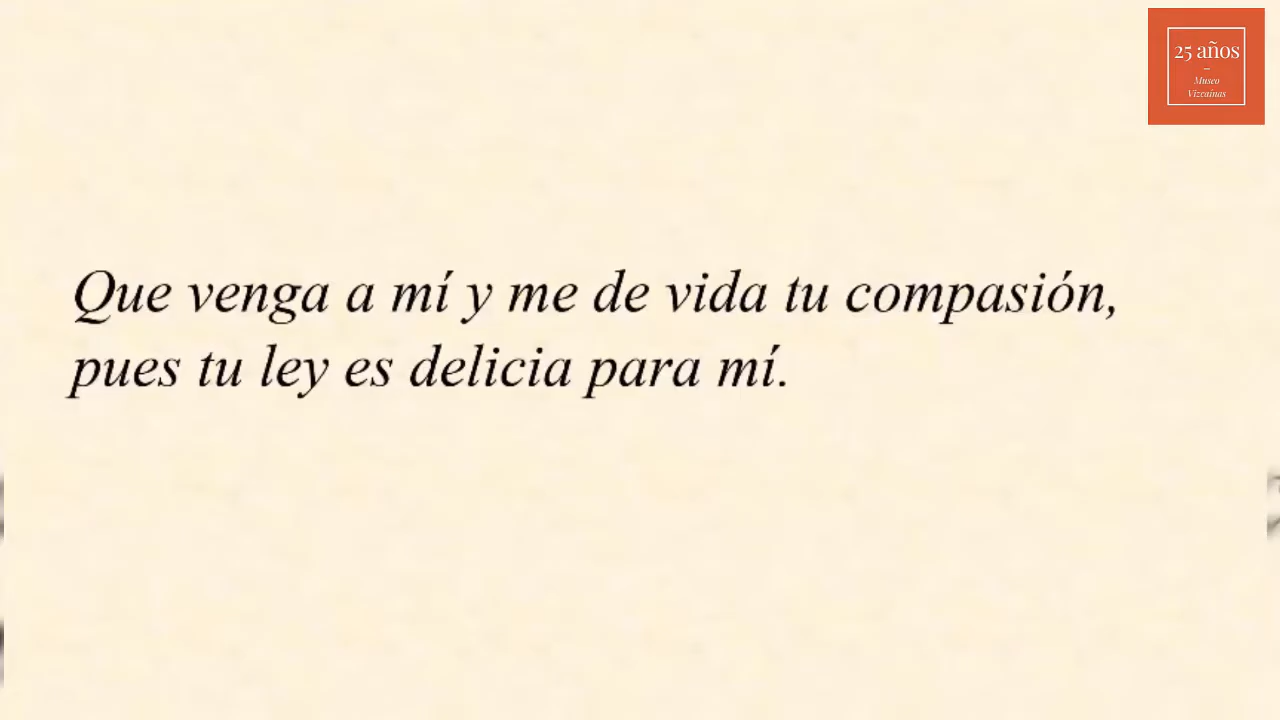 25 años
–
Museo
Vizcaínas
Que venga a mí y me de vida tu compasión,
pues tu ley es delicia para mí.